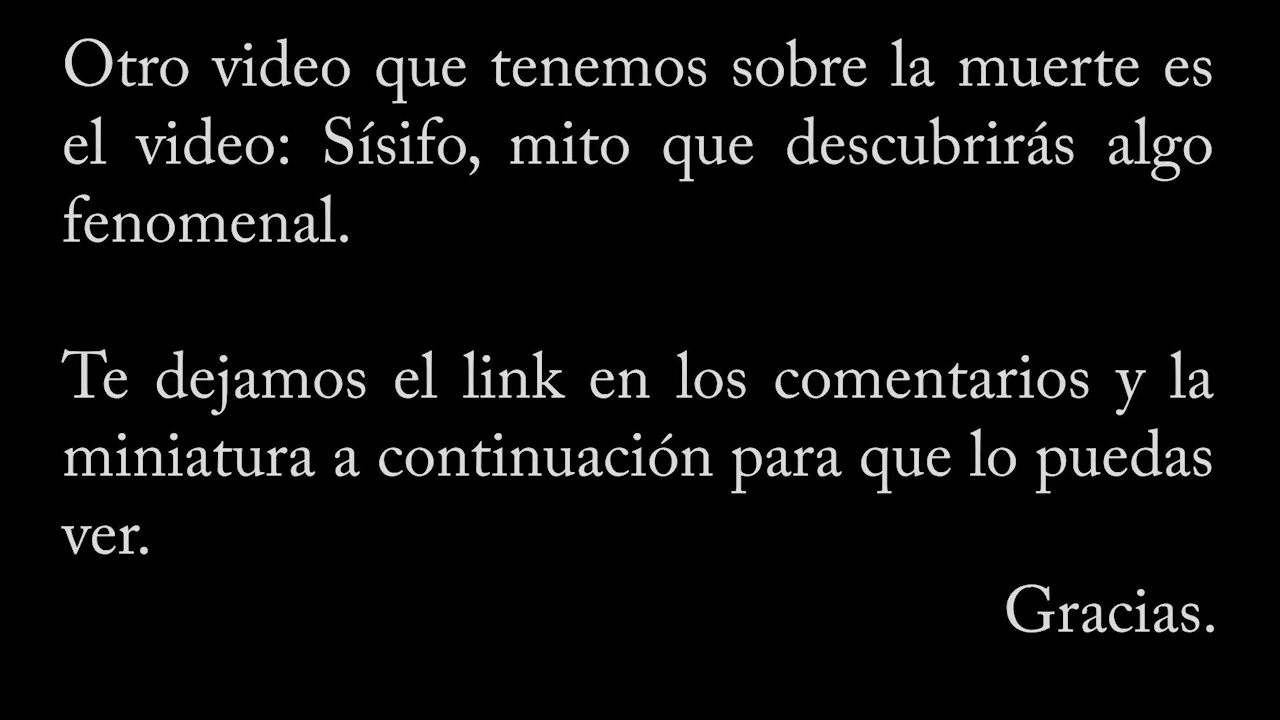 Otro video que tenemos sobre la muerte es
el video: Sísifo, mito que descubrirás algo
fenomenal.
Te dejamos el link en los comentarios y la
miniatura a continuación para que lo puedas
ver.
Gracias.